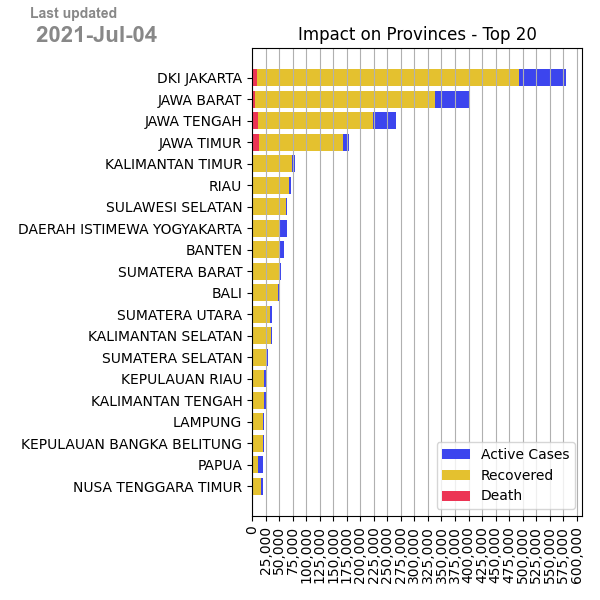 Last updated
2021-Jul-04
Impact on Provinces - Top 20
DKI JAKARTA
JAWA BARAT
JAWA TENGAH
JAWA TIMUR
KALIMANTAN TIMUR
RIAU
SULAWESI SELATAN
DAERAH ISTIMEWA YOGYAKARTA
BANTEN
SUMATERA BARAT
BALI
SUMATERA UTARA
KALIMANTAN SELATAN
SUMATERA SELATAN
KEPULAUAN RIAU
KALIMANTAN TENGAH
LAMPUNG
KEPULAUAN BANGKA BELITUNG
PAPUA
NUSA TENGGARA TIMUR
Active Cases
Recovered
Death
0
25,000
50,000
75,000
100,000
125,000
150,000
175,000
200,000
225,000
250,000
275,000
300,000
325,000
350,000
375,000
400,000
425,000
450,000
475,000
500,000
525,000
550,000
575,000
600,000